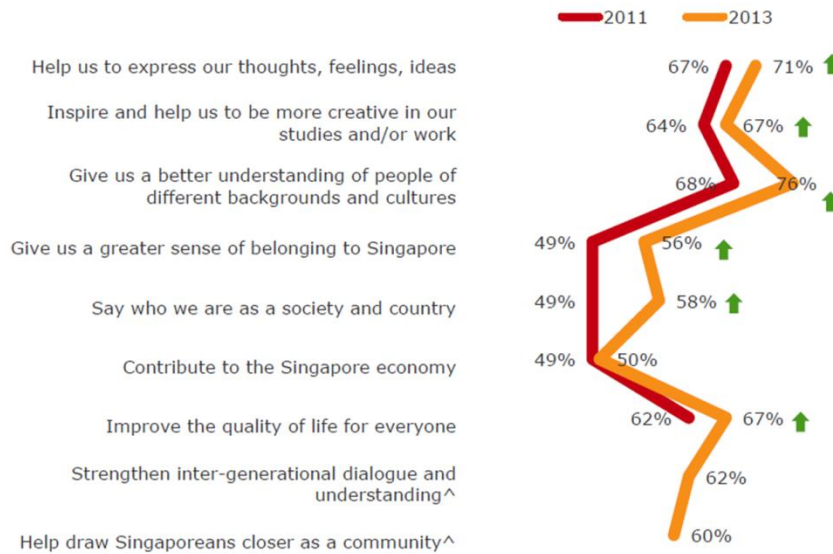 2011 2013
Help us to express our thoughts, feelings, ideas 67% 71%
Inspire and help us to be more creative in our
studies and/or work 64% 67%
Give us a better understanding of people of
different backgrounds and cultures 68% 76%
Give us a greater sense of belonging to Singapore 49% 56%
Say who we are as a society and country 49% 58%
Contribute to the Singapore economy 49% 50%
Improve the quality of life for everyone 62% 67%
Strengthen inter-generational dialogue and
understanding^ 62%
Help draw Singaporeans closer as a community^ 60%